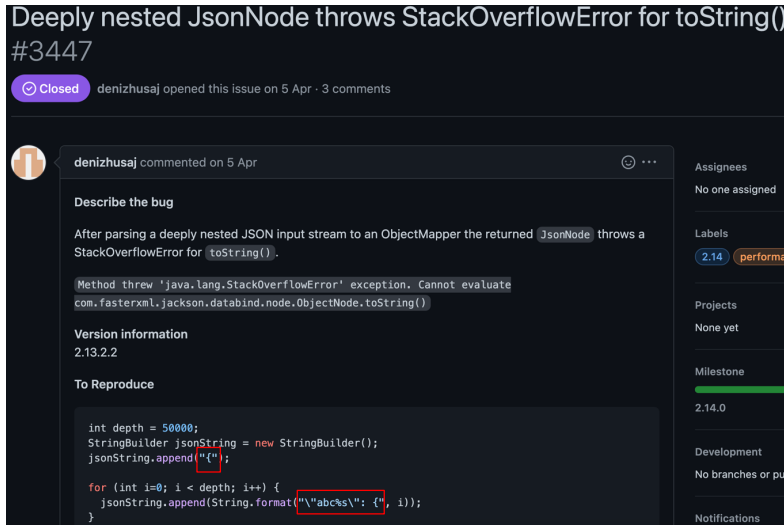 Deeply nested JsonNode throws StackOverflowError for toString()
#3447
Closed denizhusaj opened this issue on 5 Apr · 3 comments
denizhusaj commented on 5 Apr
Describe the bug
After parsing a deeply nested JSON input stream to an ObjectMapper the returned JsonNode throws a
StackOverflowError for toString().
Method threw 'java.lang.StackOverflowError' exception. Cannot evaluate
com.fasterxml.jackson.databind.node.ObjectNode.toString()
Version information
2.13.2.2
To Reproduce
int depth = 50000;
StringBuilder jsonString = new StringBuilder();
jsonString.append("{");
for (int i=0; i < depth; i++) {
jsonString.append(String.format("\"abc%s\": {", i));
}
Assignees
No one assigned
Labels
2.14
Projects
None yet
Milestone
2.14.0
Development
No branches or pu
Notifications